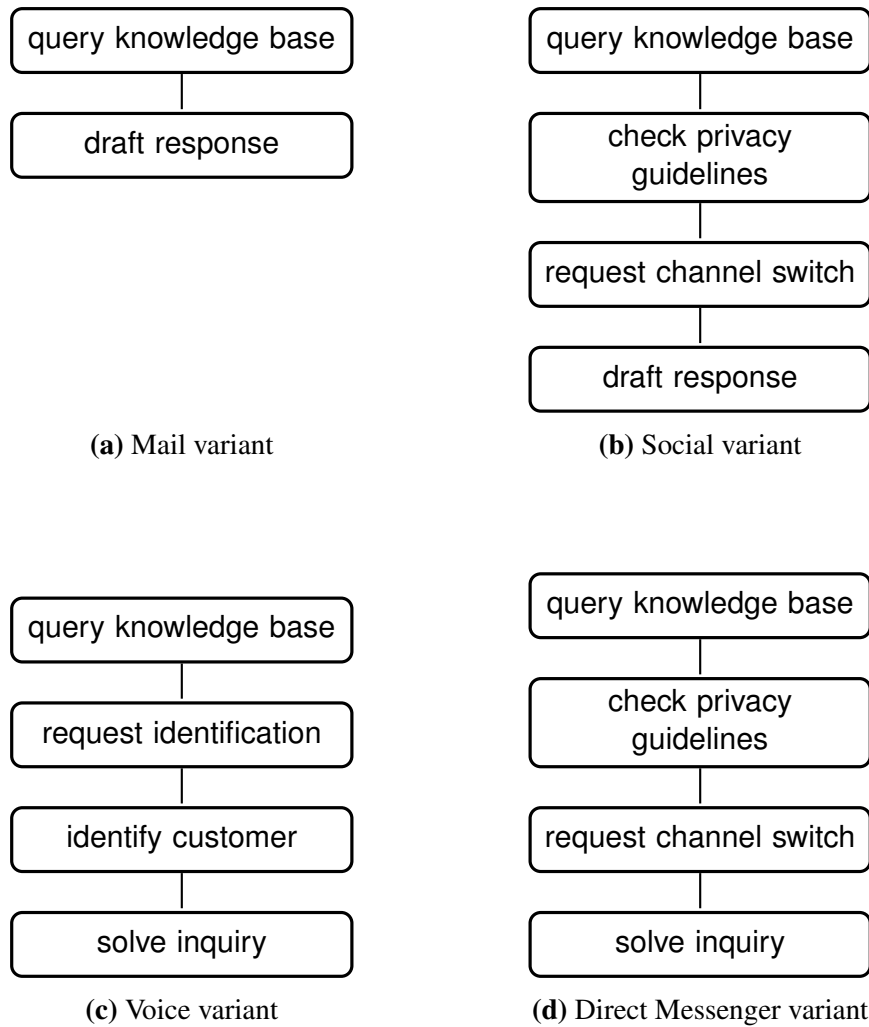 query knowledge base
draft response
(a) Mail variant
query knowledge base
check privacy
guidelines
request channel switch
draft response
(b) Social variant
query knowledge base
request identification
identify customer
solve inquiry
(c) Voice variant
query knowledge base
check privacy
guidelines
request channel switch
solve inquiry
(d) Direct Messenger variant